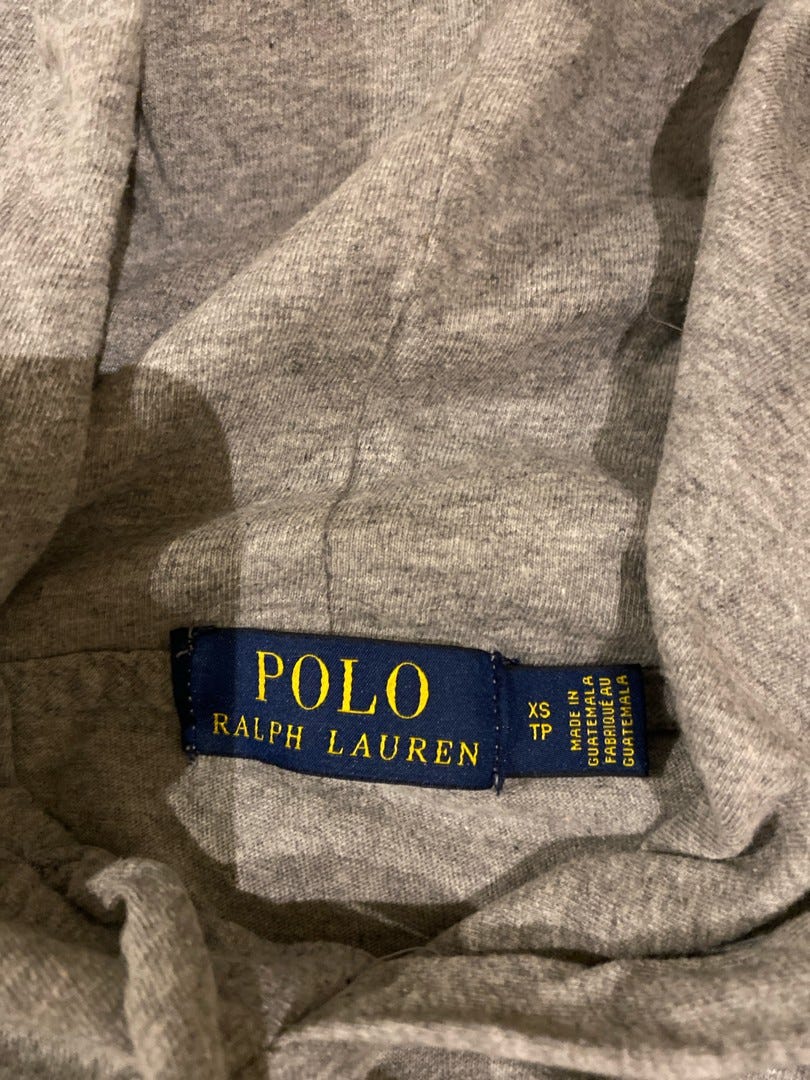 POLO
RALPH LAUREN
XS
TP
MADE IN
GUATEMALA
FABRIQUÉ AU
GUATEMALA